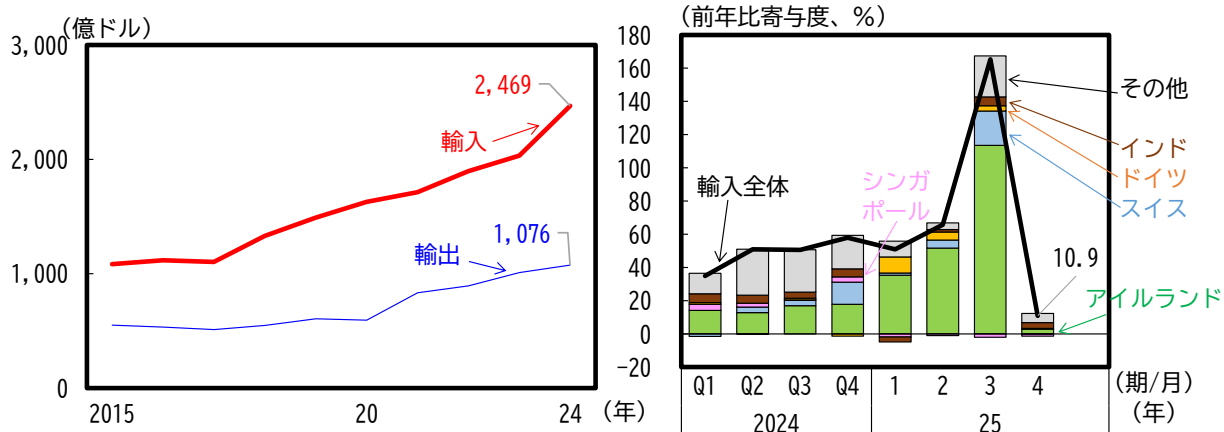 (億ドル)
3,000
2,000
1,000
0
2,469
輸入
1,076
輸出
2015
20
24
(年)
(前年比寄与度、%)
180
160
140
120
100
80
60
40
20
0
-20
輸入全体
シンガ
ポール
その他
インド
ドイツ
スイス
10.9
アイルランド
Q1 Q2 Q3 Q4 1 2 3 4 (期/月)
2024 25 (年)